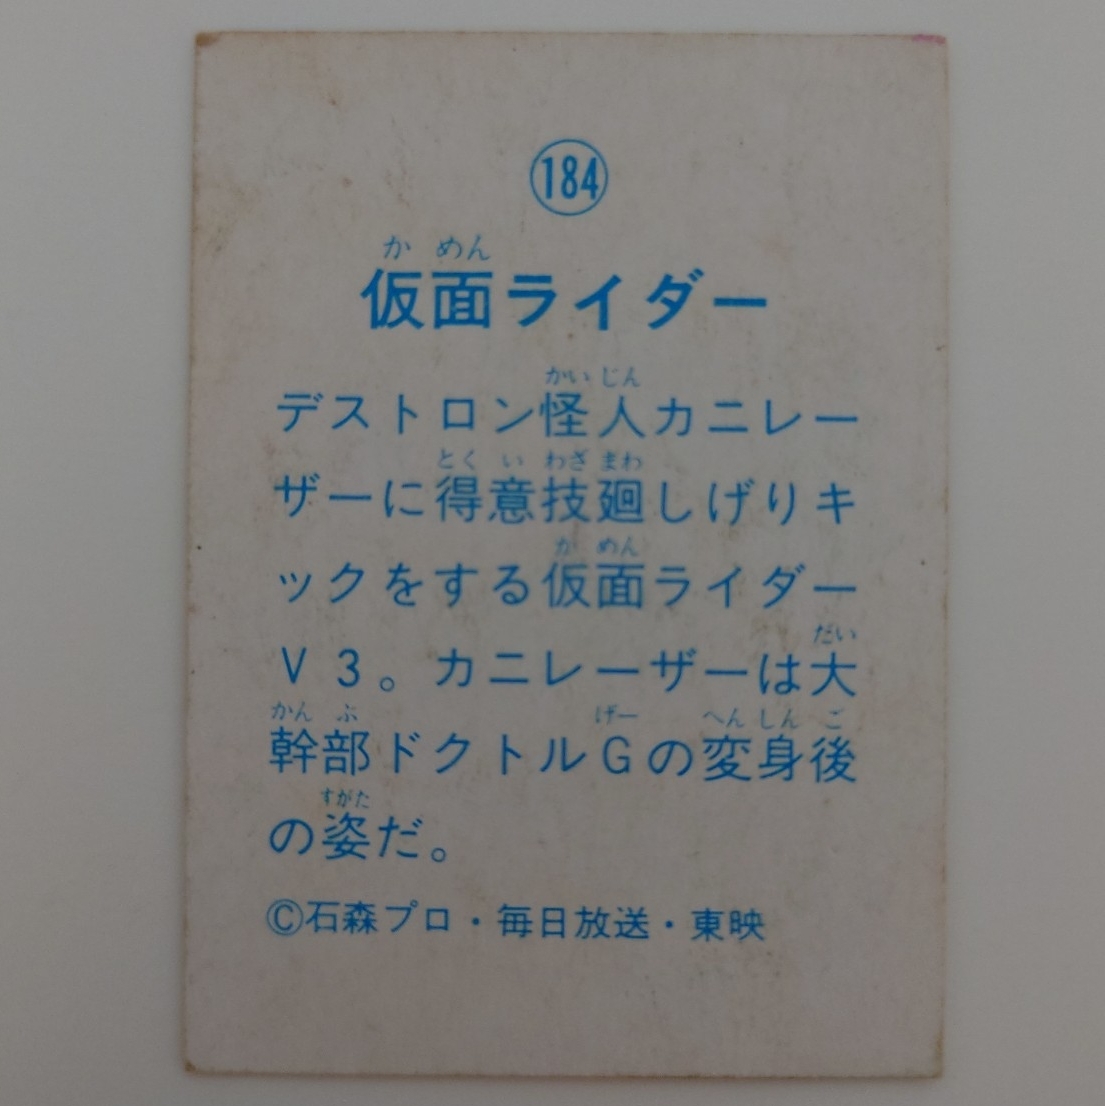 184
か めん
仮面ライダー
かい じん
デストロン怪人カニレー
とく い わざ まわ
ザーに得意技廻しげりキ
か めん
ックをする仮面ライダー
だい
V3。カニレーザーは大
かん ぶ げー へん しん ご
幹部ドクトルGの変身後
すがた
の姿だ。
©石森プロ・毎日放送・東映